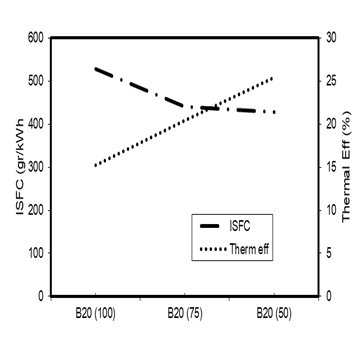 600
500
400
300
200
100
0
ISFC (gr/kWh
30
25
20
15
10
5
0
Thermal Eff (%)
ISFC
Therm eff
B20 (100)
B20 (75)
B20 (50)